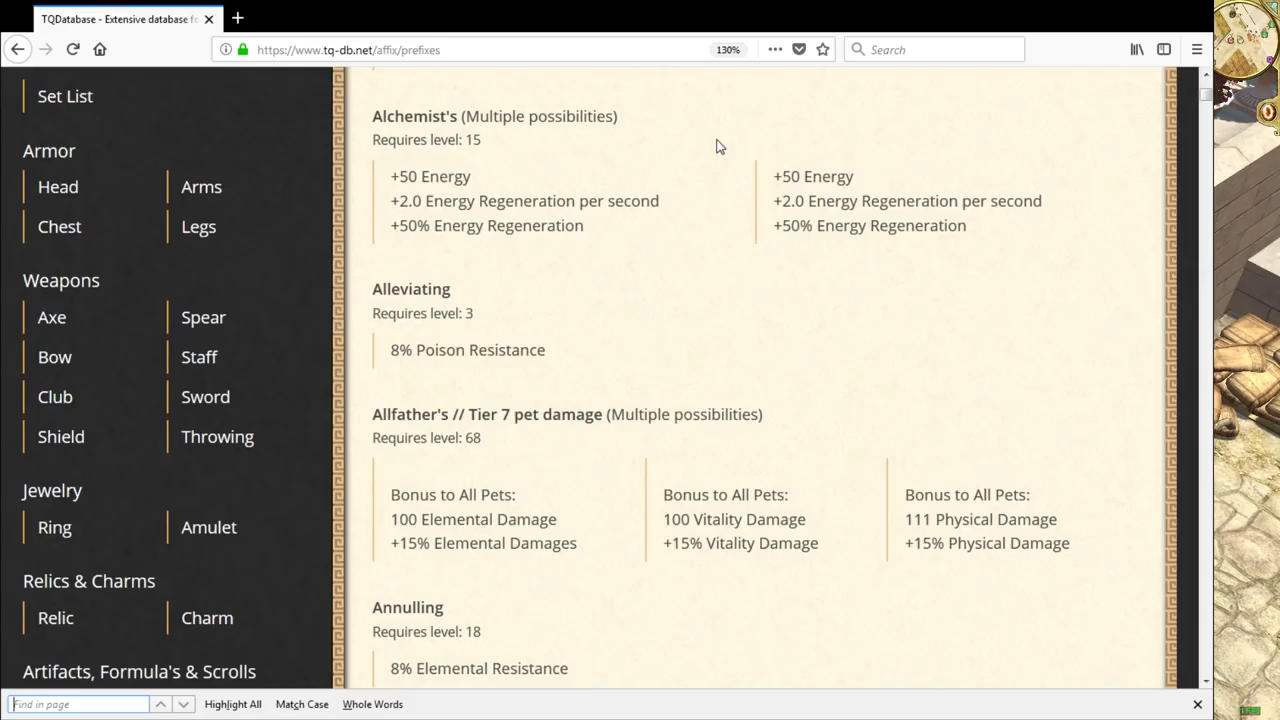 TQDatabase - Extensive database fo
https://www.tq-db.net/affix/prefixes
130%
Search
Set List
Armor
Head
Arms
Chest
Legs
Weapons
Axe
Spear
Bow
Staff
Club
Sword
Shield
Throwing
Jewelry
Ring
Amulet
Relics & Charms
Relic
Charm
Artifacts, Formula's & Scrolls
Alchemist's (Multiple possibilities)
Requires level: 15
+50 Energy
+2.0 Energy Regeneration per second
+50% Energy Regeneration
+50 Energy
+2.0 Energy Regeneration per second
+50% Energy Regeneration
Alleviating
Requires level: 3
8% Poison Resistance
Allfather's // Tier 7 pet damage (Multiple possibilities)
Requires level: 68
Bonus to All Pets:
100 Elemental Damage
+15% Elemental Damages
Bonus to All Pets:
100 Vitality Damage
+15% Vitality Damage
Bonus to All Pets:
111 Physical Damage
+15% Physical Damage
Annulling
Requires level: 18
8% Elemental Resistance
Find in page
Highlight All
Match Case
Whole Words